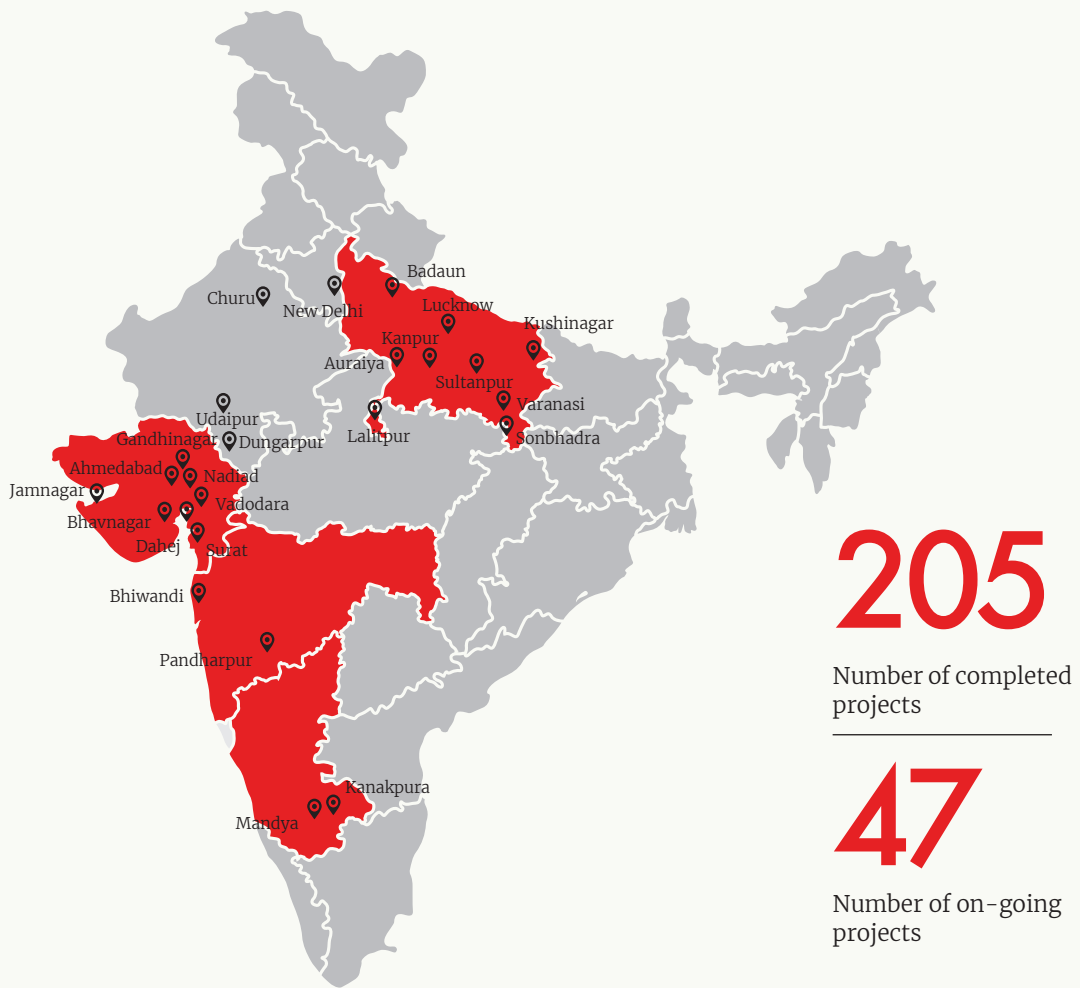 Badaun
Churu
New Delhi
Lucknow
Kushinagar
Kanpur
Auraiya
Sultanpur
Varanasi
Udaipur
Lalitpur
Sonbhadra
Gandhinagar
Dungarpur
Ahmedabad
Nadiad
Jamnagar
Vadodara
Bhavnagar
Dahej
Surat
Bhiwandi
Pandharpur
Kanakpura
Mandya
205
Number of completed
projects
47
Number of on-going
projects